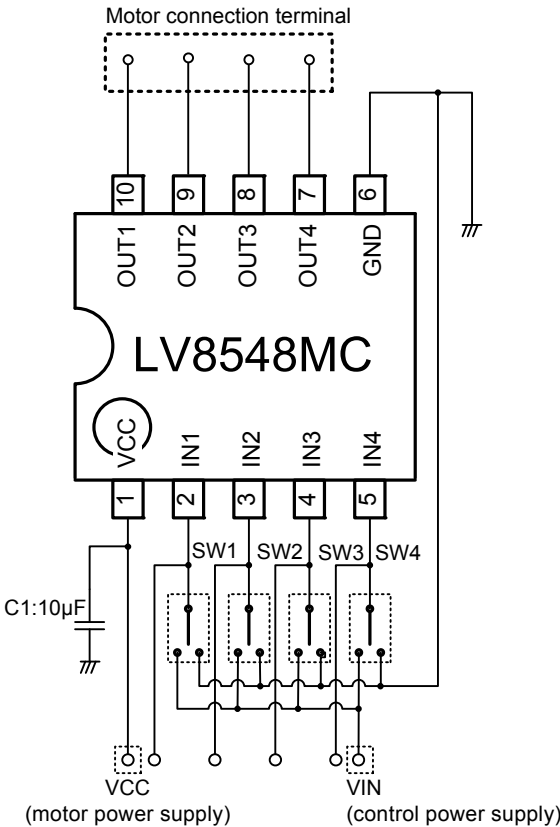 Motor connection terminal
10 9 8 7 6
OUT1 OUT2 OUT3 OUT4 GND
LV8548MC
VCC IN1 IN2 IN3 IN4
1 2 3 4 5
SW1 SW2 SW3 SW4
C1:10μF
VCC VIN
(motor power supply) (control power supply)